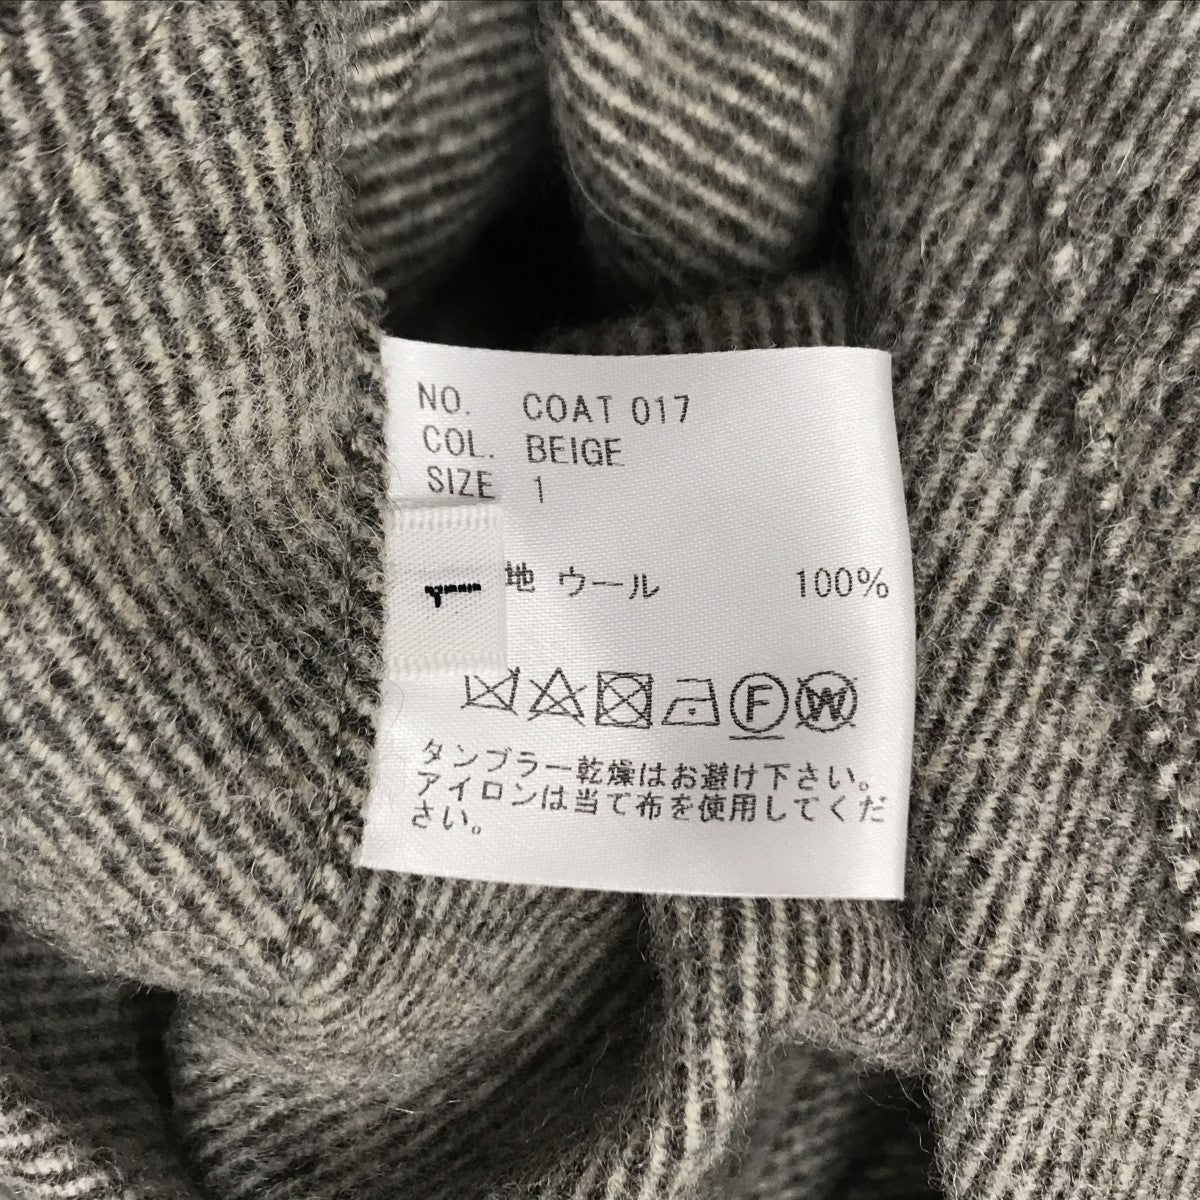 NO. COAT 017
COL. BEIGE
SIZE 1
1
地 ウール 100%
F W
タンブラー乾燥はお避け下さい。
アイロンは当て布を使用してくだ
さい。